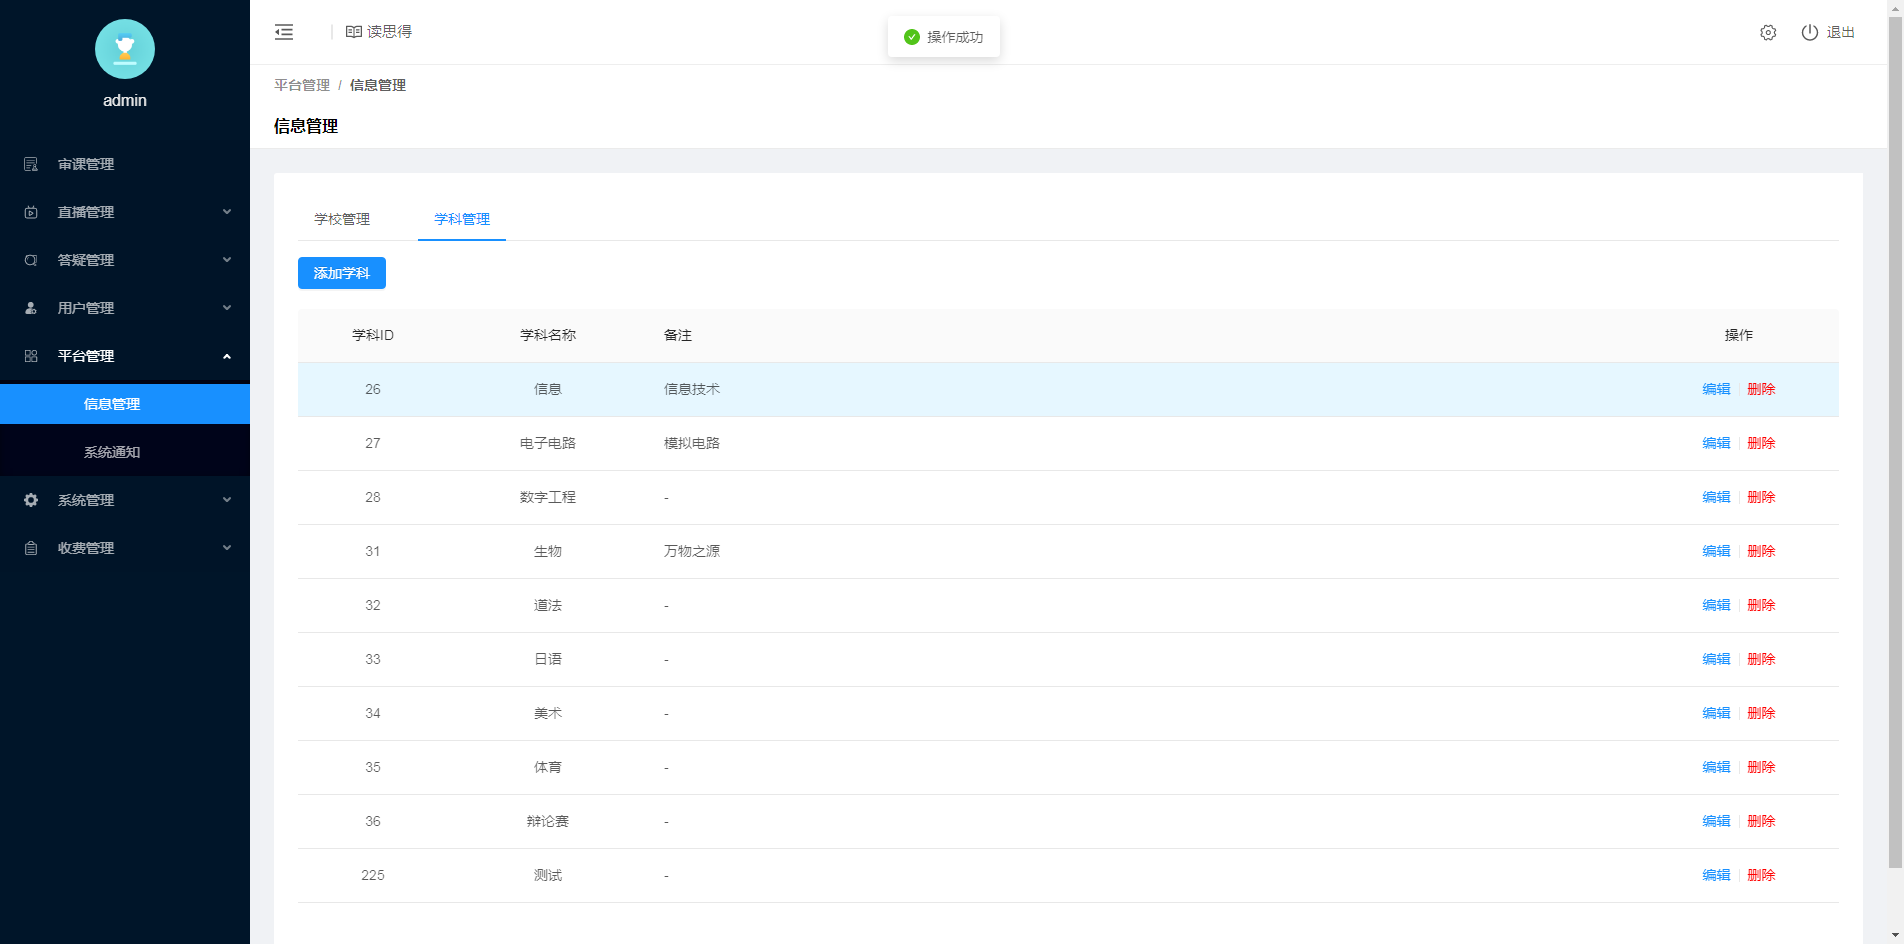 admin
审课管理
直播管理
答疑管理
用户管理
平台管理
信息管理
系统通知
系统管理
收费管理
读思得
操作成功
退出
平台管理 / 信息管理
信息管理
学校管理 学科管理
添加学科
学科ID 学科名称 备注 操作
26 信息 信息技术 编辑 删除
27 电子电路 模拟电路 编辑 删除
28 数字工程 - 编辑 删除
31 生物 万物之源 编辑 删除
32 道法 - 编辑 删除
33 日语 - 编辑 删除
34 美术 - 编辑 删除
35 体育 - 编辑 删除
36 辩论赛 - 编辑 删除
225 测试 - 编辑 删除